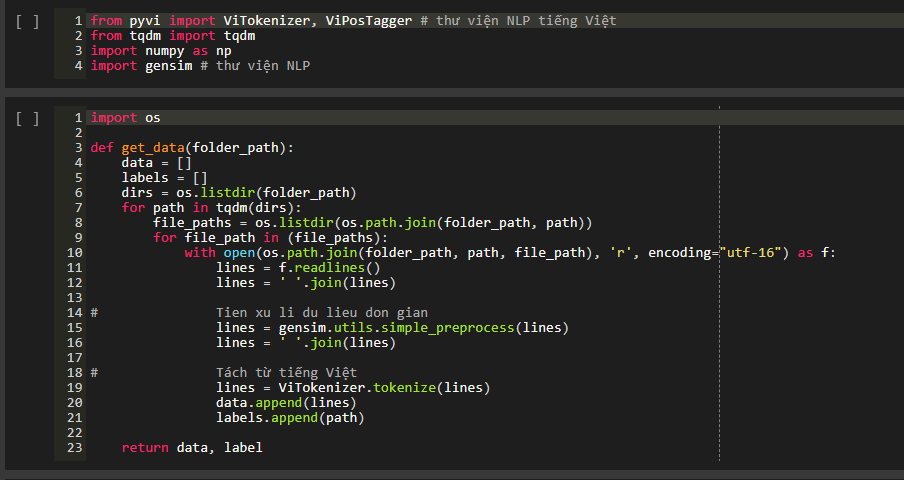 [ ]
1 from pyvi import ViTokenizer, ViPosTagger # thư viện NLP tiếng Việt
2 from tqdm import tqdm
3 import numpy as np
4 import gensim # thư viện NLP
[ ]
1 import os
2
3 def get_data(folder_path):
4     data = []
5     labels = []
6     dirs = os.listdir(folder_path)
7     for path in tqdm(dirs):
8         file_paths = os.listdir(os.path.join(folder_path, path))
9         for file_path in (file_paths):
10             with open(os.path.join(folder_path, path, file_path), 'r', encoding="utf-16") as f:
11                 lines = f.readlines()
12                 lines = ' '.join(lines)
13
14 #               Tien xu li du lieu don gian
15                 lines = gensim.utils.simple_preprocess(lines)
16                 lines = ' '.join(lines)
17
18 #               Tách từ tiếng Việt
19                 lines = ViTokenizer.tokenize(lines)
20                 data.append(lines)
21                 labels.append(path)
22
23     return data, label